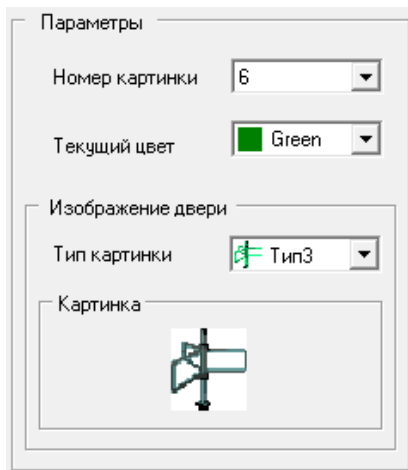 Параметры
Номер картинки 6
Текущий цвет Green
Изображение двери
Тип картинки Тип3
Картинка